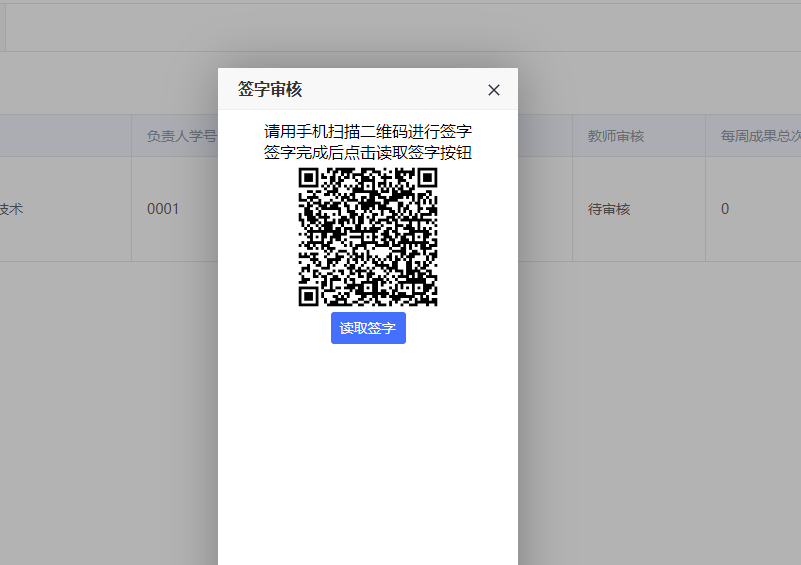 签字审核
请用手机扫描二维码进行签字
签字完成后点击读取签字按钮
读取签字
负责人学号
教师审核
每周成果总次
技术
0001
待审核
0